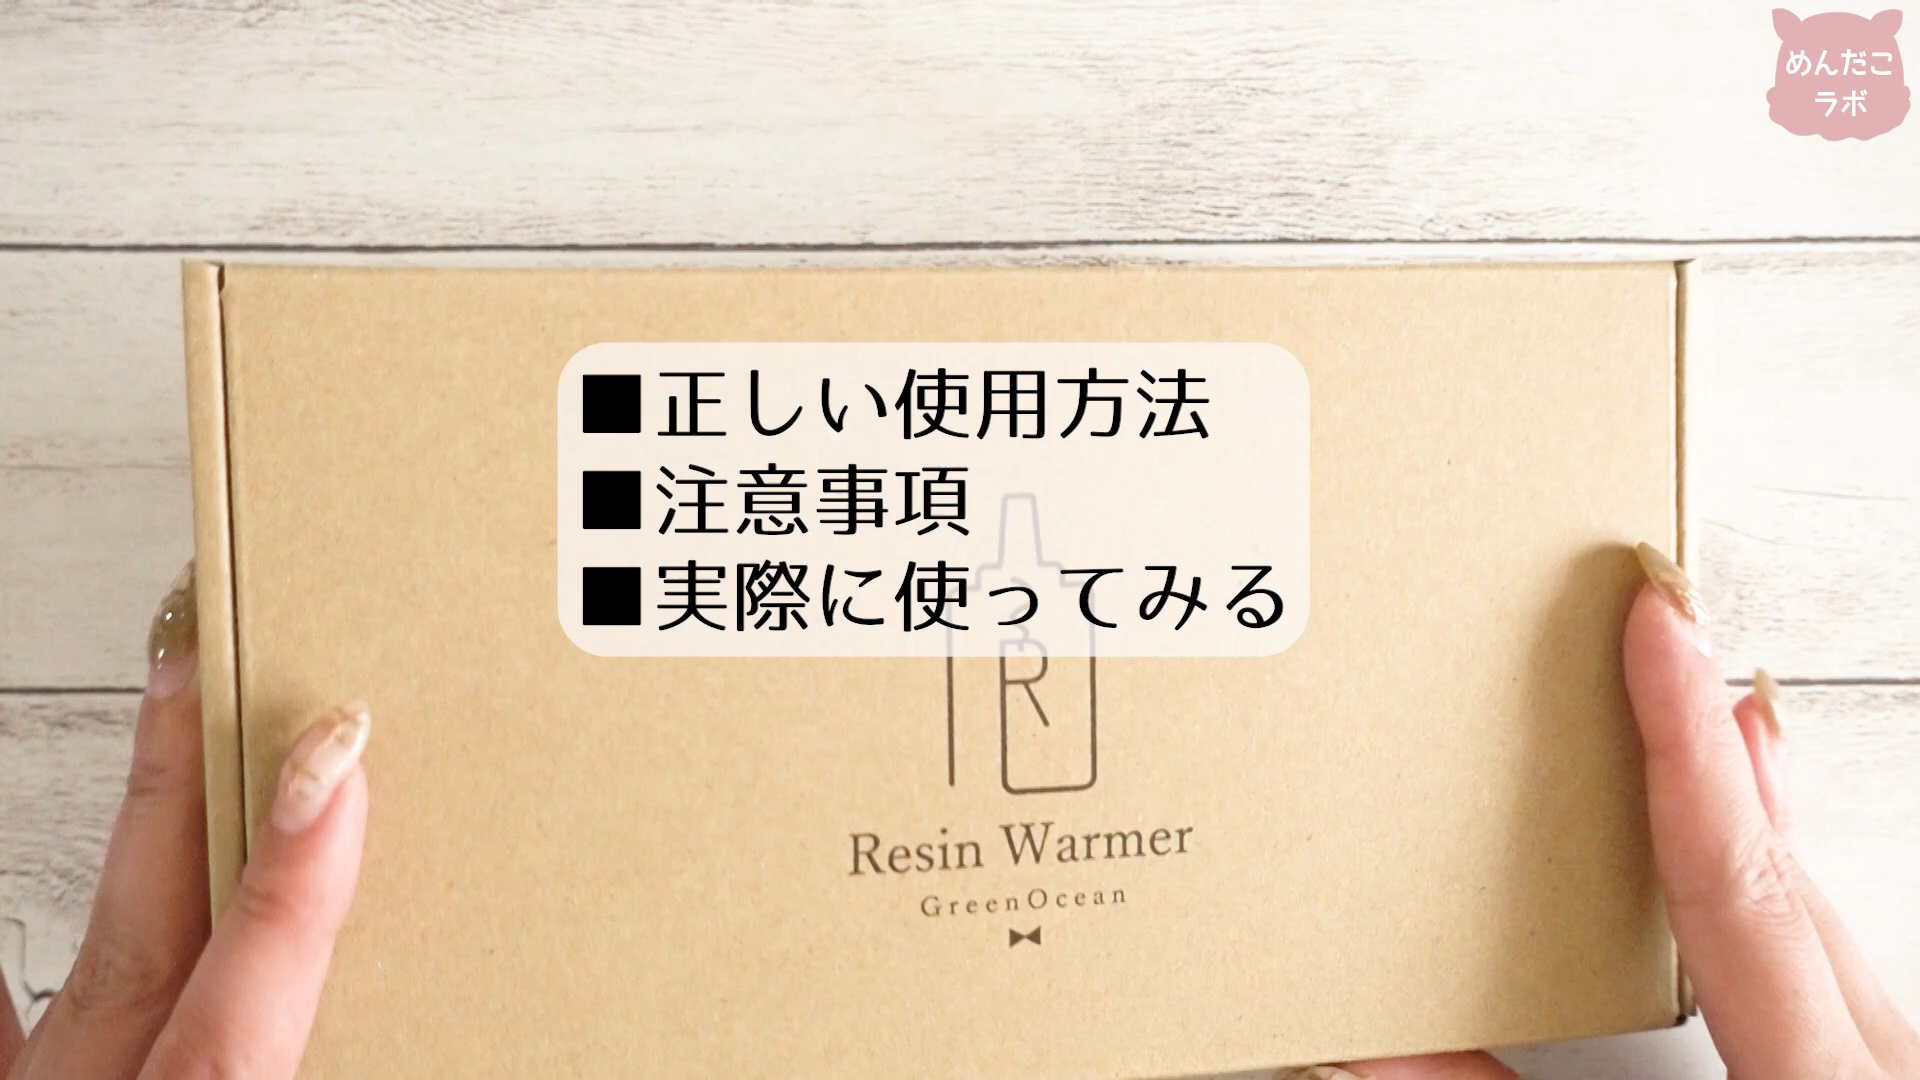 めんだこ
ラボ
■正しい使用方法
■注意事項
■実際に使ってみる
R
Resin Warmer
GreenOcean